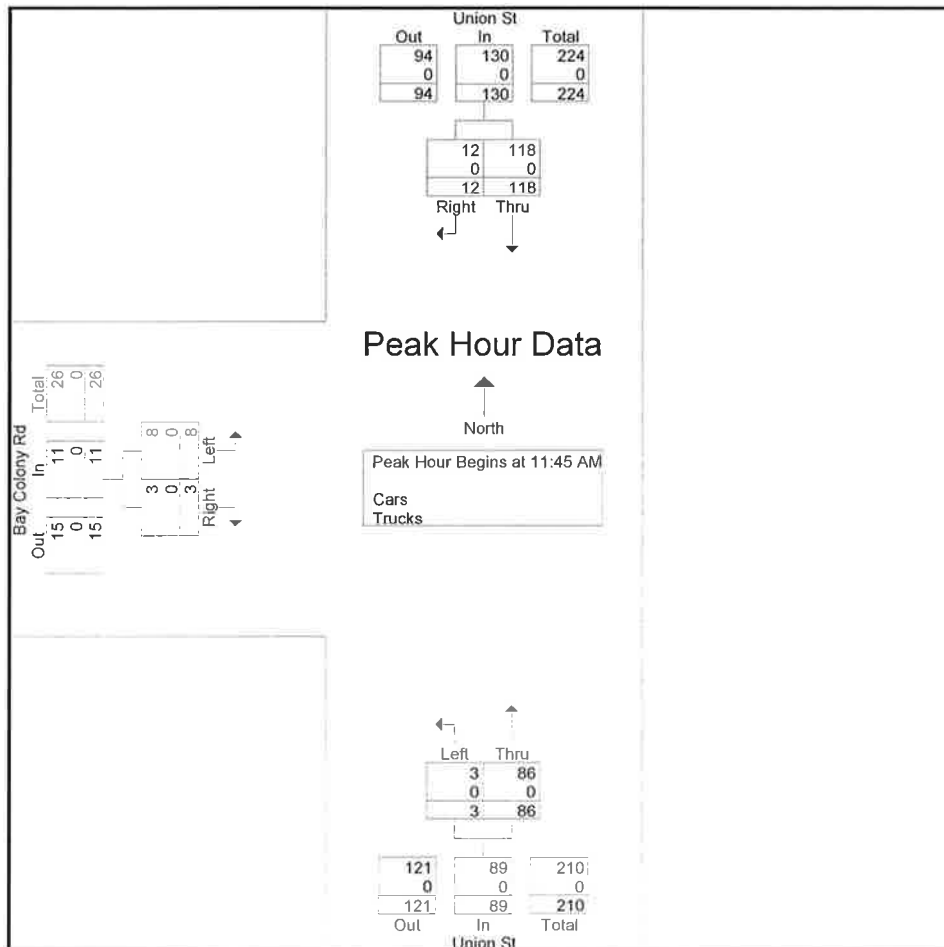 Union St
Out In Total
94 130 224
0 0 0
94 130 224
12 118
0 0
12 118
Right Thru
Peak Hour Data
North
Peak Hour Begins at 11:45 AM
Cars
Trucks
Bay Colony Rd
Out In Total
15 11 26
0 0 0
15 11 26
3 8
0 0
3 8
Right Left
Left Thru
3 86
0 0
3 86
121 89 210
0 0 0
121 89 210
Out In Total
Union St